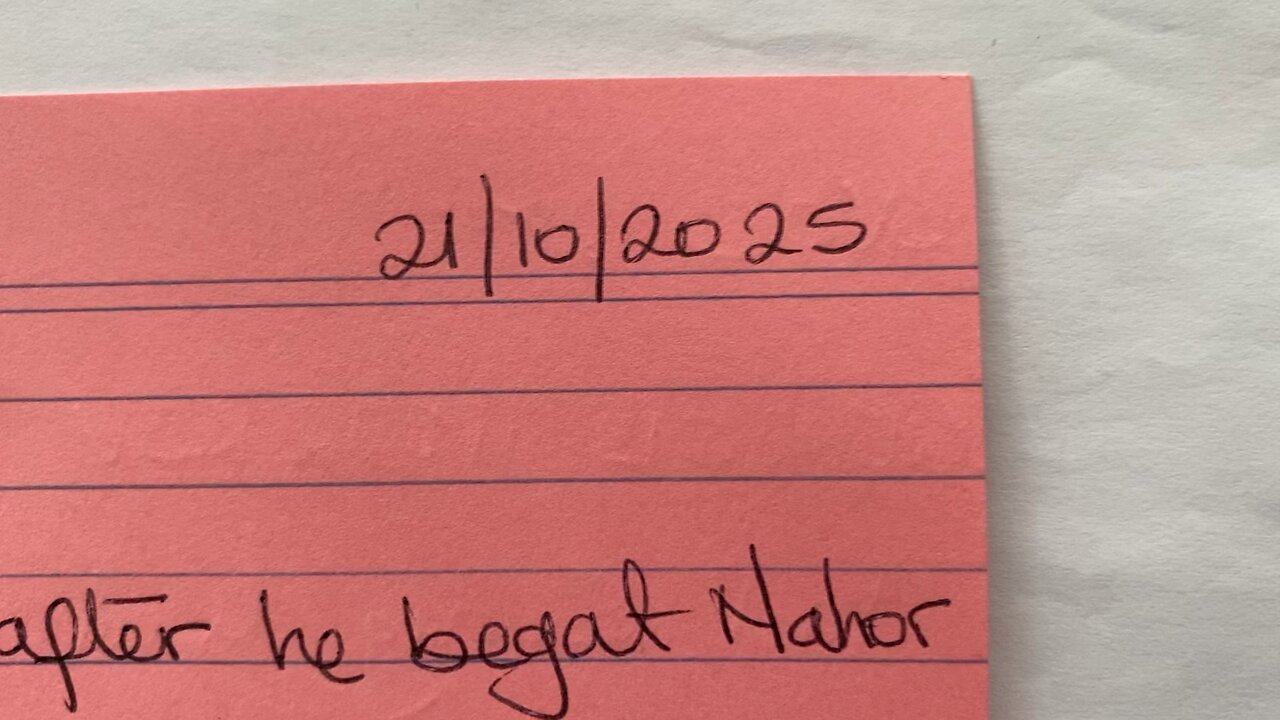 21/10/2025
after he begat Nahor